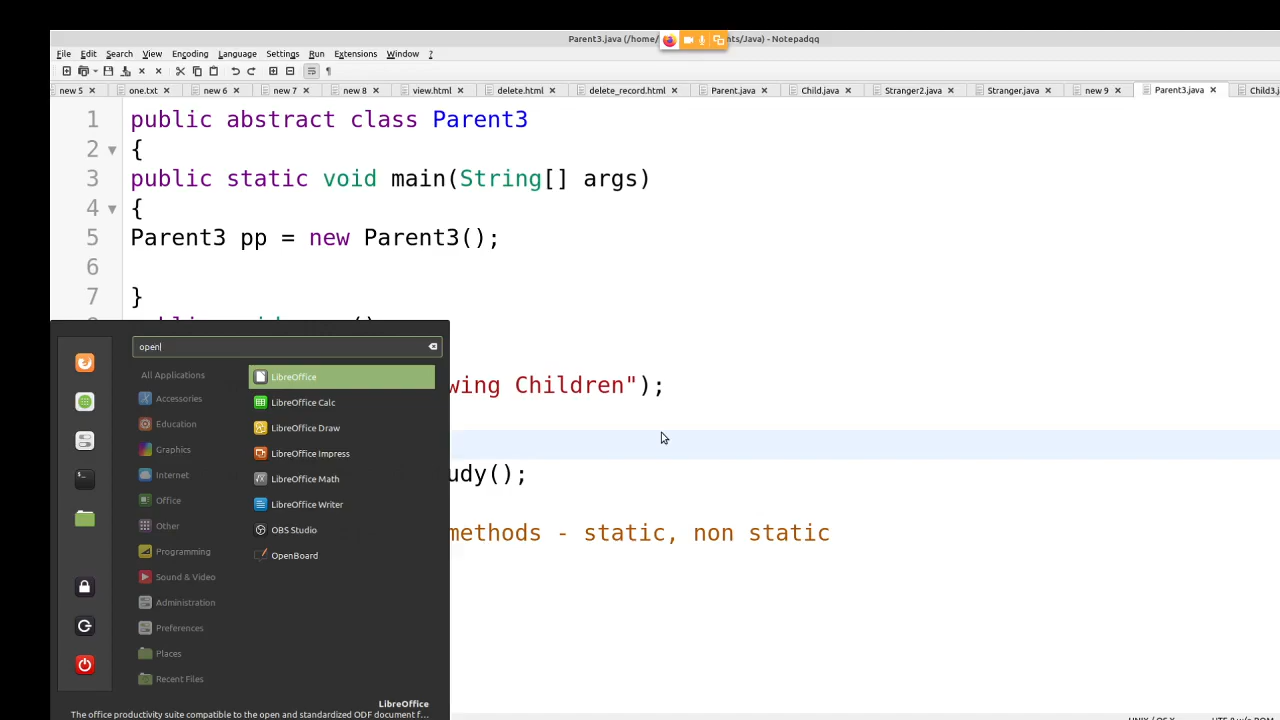 Parent3.java (/home/ nts/Java) - Notepadqq
File Edit Search View Encoding Language Settings Run Extensions Window ?
new 5 one.txt new 6 new 7 new 8 view.html delete.html delete_record.html Parent.java Child.java Stranger2.java Stranger.java new 9 Parent3.java Child3.j
1 public abstract class Parent3
2 {
3 public static void main(String[] args)
4 {
5 Parent3 pp = new Parent3();
6
7 }
wing Children");
udy();
methods - static, non static
open
All Applications
Accessories
Education
Graphics
Internet
Office
Other
Programming
Sound & Video
Administration
Preferences
Places
Recent Files
LibreOffice
LibreOffice Calc
LibreOffice Draw
LibreOffice Impress
LibreOffice Math
LibreOffice Writer
OBS Studio
OpenBoard
LibreOffice
The office productivity suite compatible to the open and standardized ODF document f...